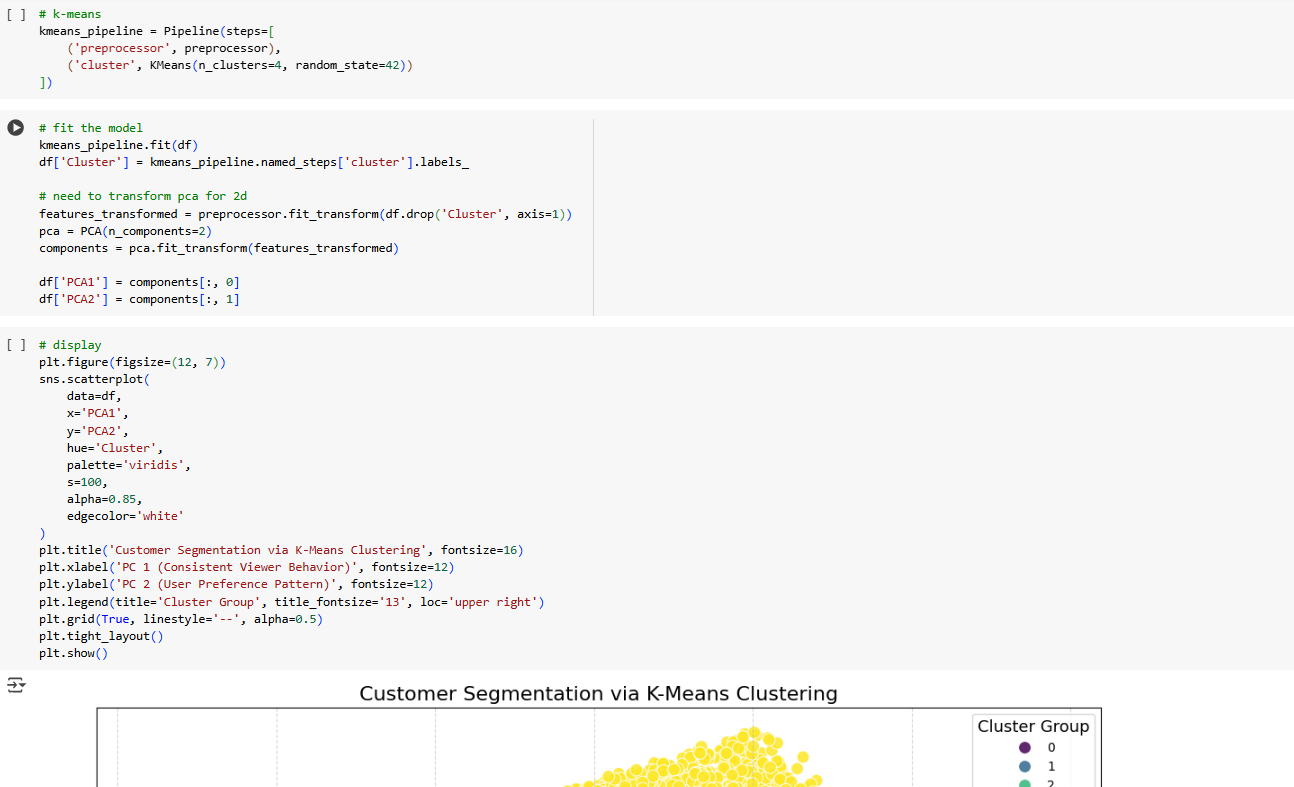 [ ] # k-means
kmeans_pipeline = Pipeline(steps=[
    ('preprocessor', preprocessor),
    ('cluster', KMeans(n_clusters=4, random_state=42))
])
# fit the model
kmeans_pipeline.fit(df)
df['Cluster'] = kmeans_pipeline.named_steps['cluster'].labels_

# need to transform pca for 2d
features_transformed = preprocessor.fit_transform(df.drop('Cluster', axis=1))
pca = PCA(n_components=2)
components = pca.fit_transform(features_transformed)

df['PCA1'] = components[:, 0]
df['PCA2'] = components[:, 1]
[ ] # display
plt.figure(figsize=(12, 7))
sns.scatterplot(
    data=df,
    x='PCA1',
    y='PCA2',
    hue='Cluster',
    palette='viridis',
    s=100,
    alpha=0.85,
    edgecolor='white'
)
plt.title('Customer Segmentation via K-Means Clustering', fontsize=16)
plt.xlabel('PC 1 (Consistent Viewer Behavior)', fontsize=12)
plt.ylabel('PC 2 (User Preference Pattern)', fontsize=12)
plt.legend(title='Cluster Group', title_fontsize='13', loc='upper right')
plt.grid(True, linestyle='--', alpha=0.5)
plt.tight_layout()
plt.show()
Customer Segmentation via K-Means Clustering
Cluster Group
0
1
2